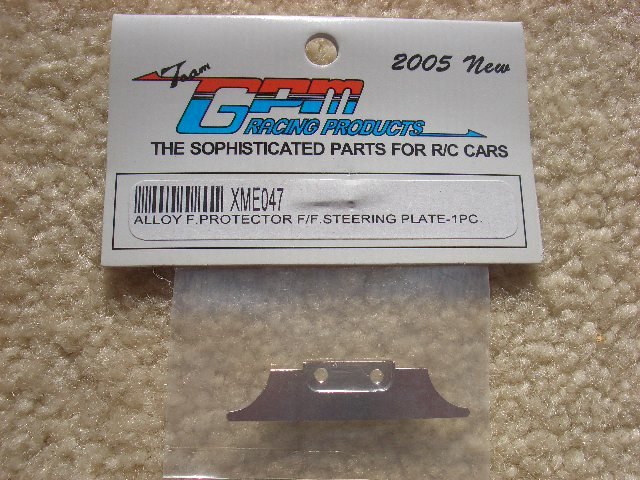 Team
2005 New
GPM
RACING PRODUCTS
THE SOPHISTICATED PARTS FOR R/C CARS
XME047
ALLOY F.PROTECTOR F/F.STEERING PLATE-1PC.